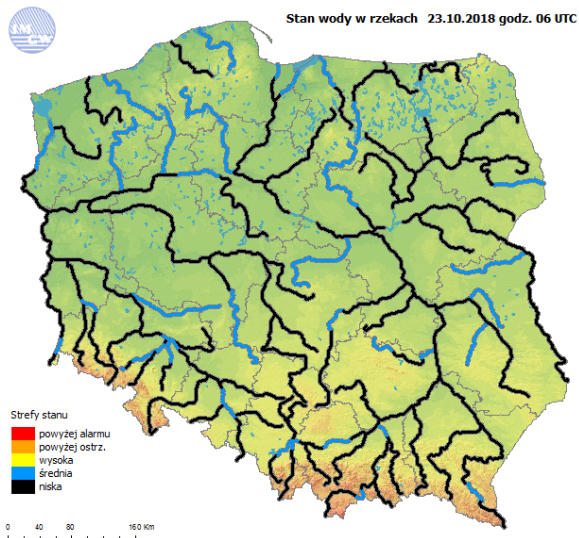 Stan wody w rzekach 23.10.2018 godz. 06 UTC
Strefy stanu
powyżej alarmu
powyżej ostrz.
wysoka
średnia
niska
0 40 80 160 Km